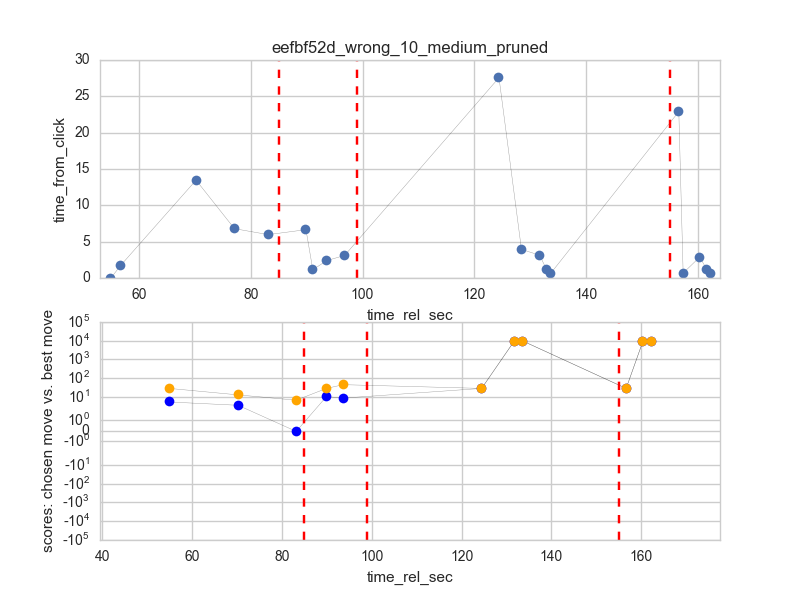 eefbf52d_wrong_10_medium_pruned
time_from_click
30
25
20
15
10
5
0
60 80 100 120 140 160
time_rel_sec
scores: chosen move vs. best move
10^5
10^4
10^3
10^2
10^1
10^0
0
-10^0
-10^1
-10^2
-10^3
-10^4
-10^5
40 60 80 100 120 140 160
time_rel_sec